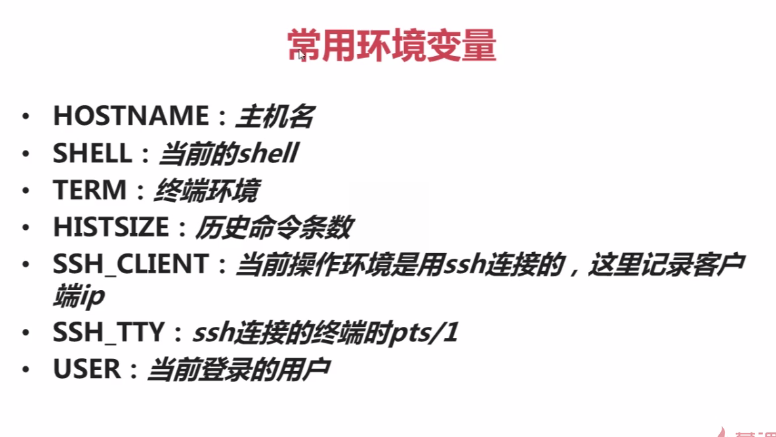 常用环境变量
• HOSTNAME：主机名
• SHELL：当前的shell
• TERM：终端环境
• HISTSIZE：历史命令条数
• SSH_CLIENT：当前操作环境是用ssh连接的，这里记录客户
端ip
• SSH_TTY：ssh连接的终端时pts/1
• USER：当前登录的用户